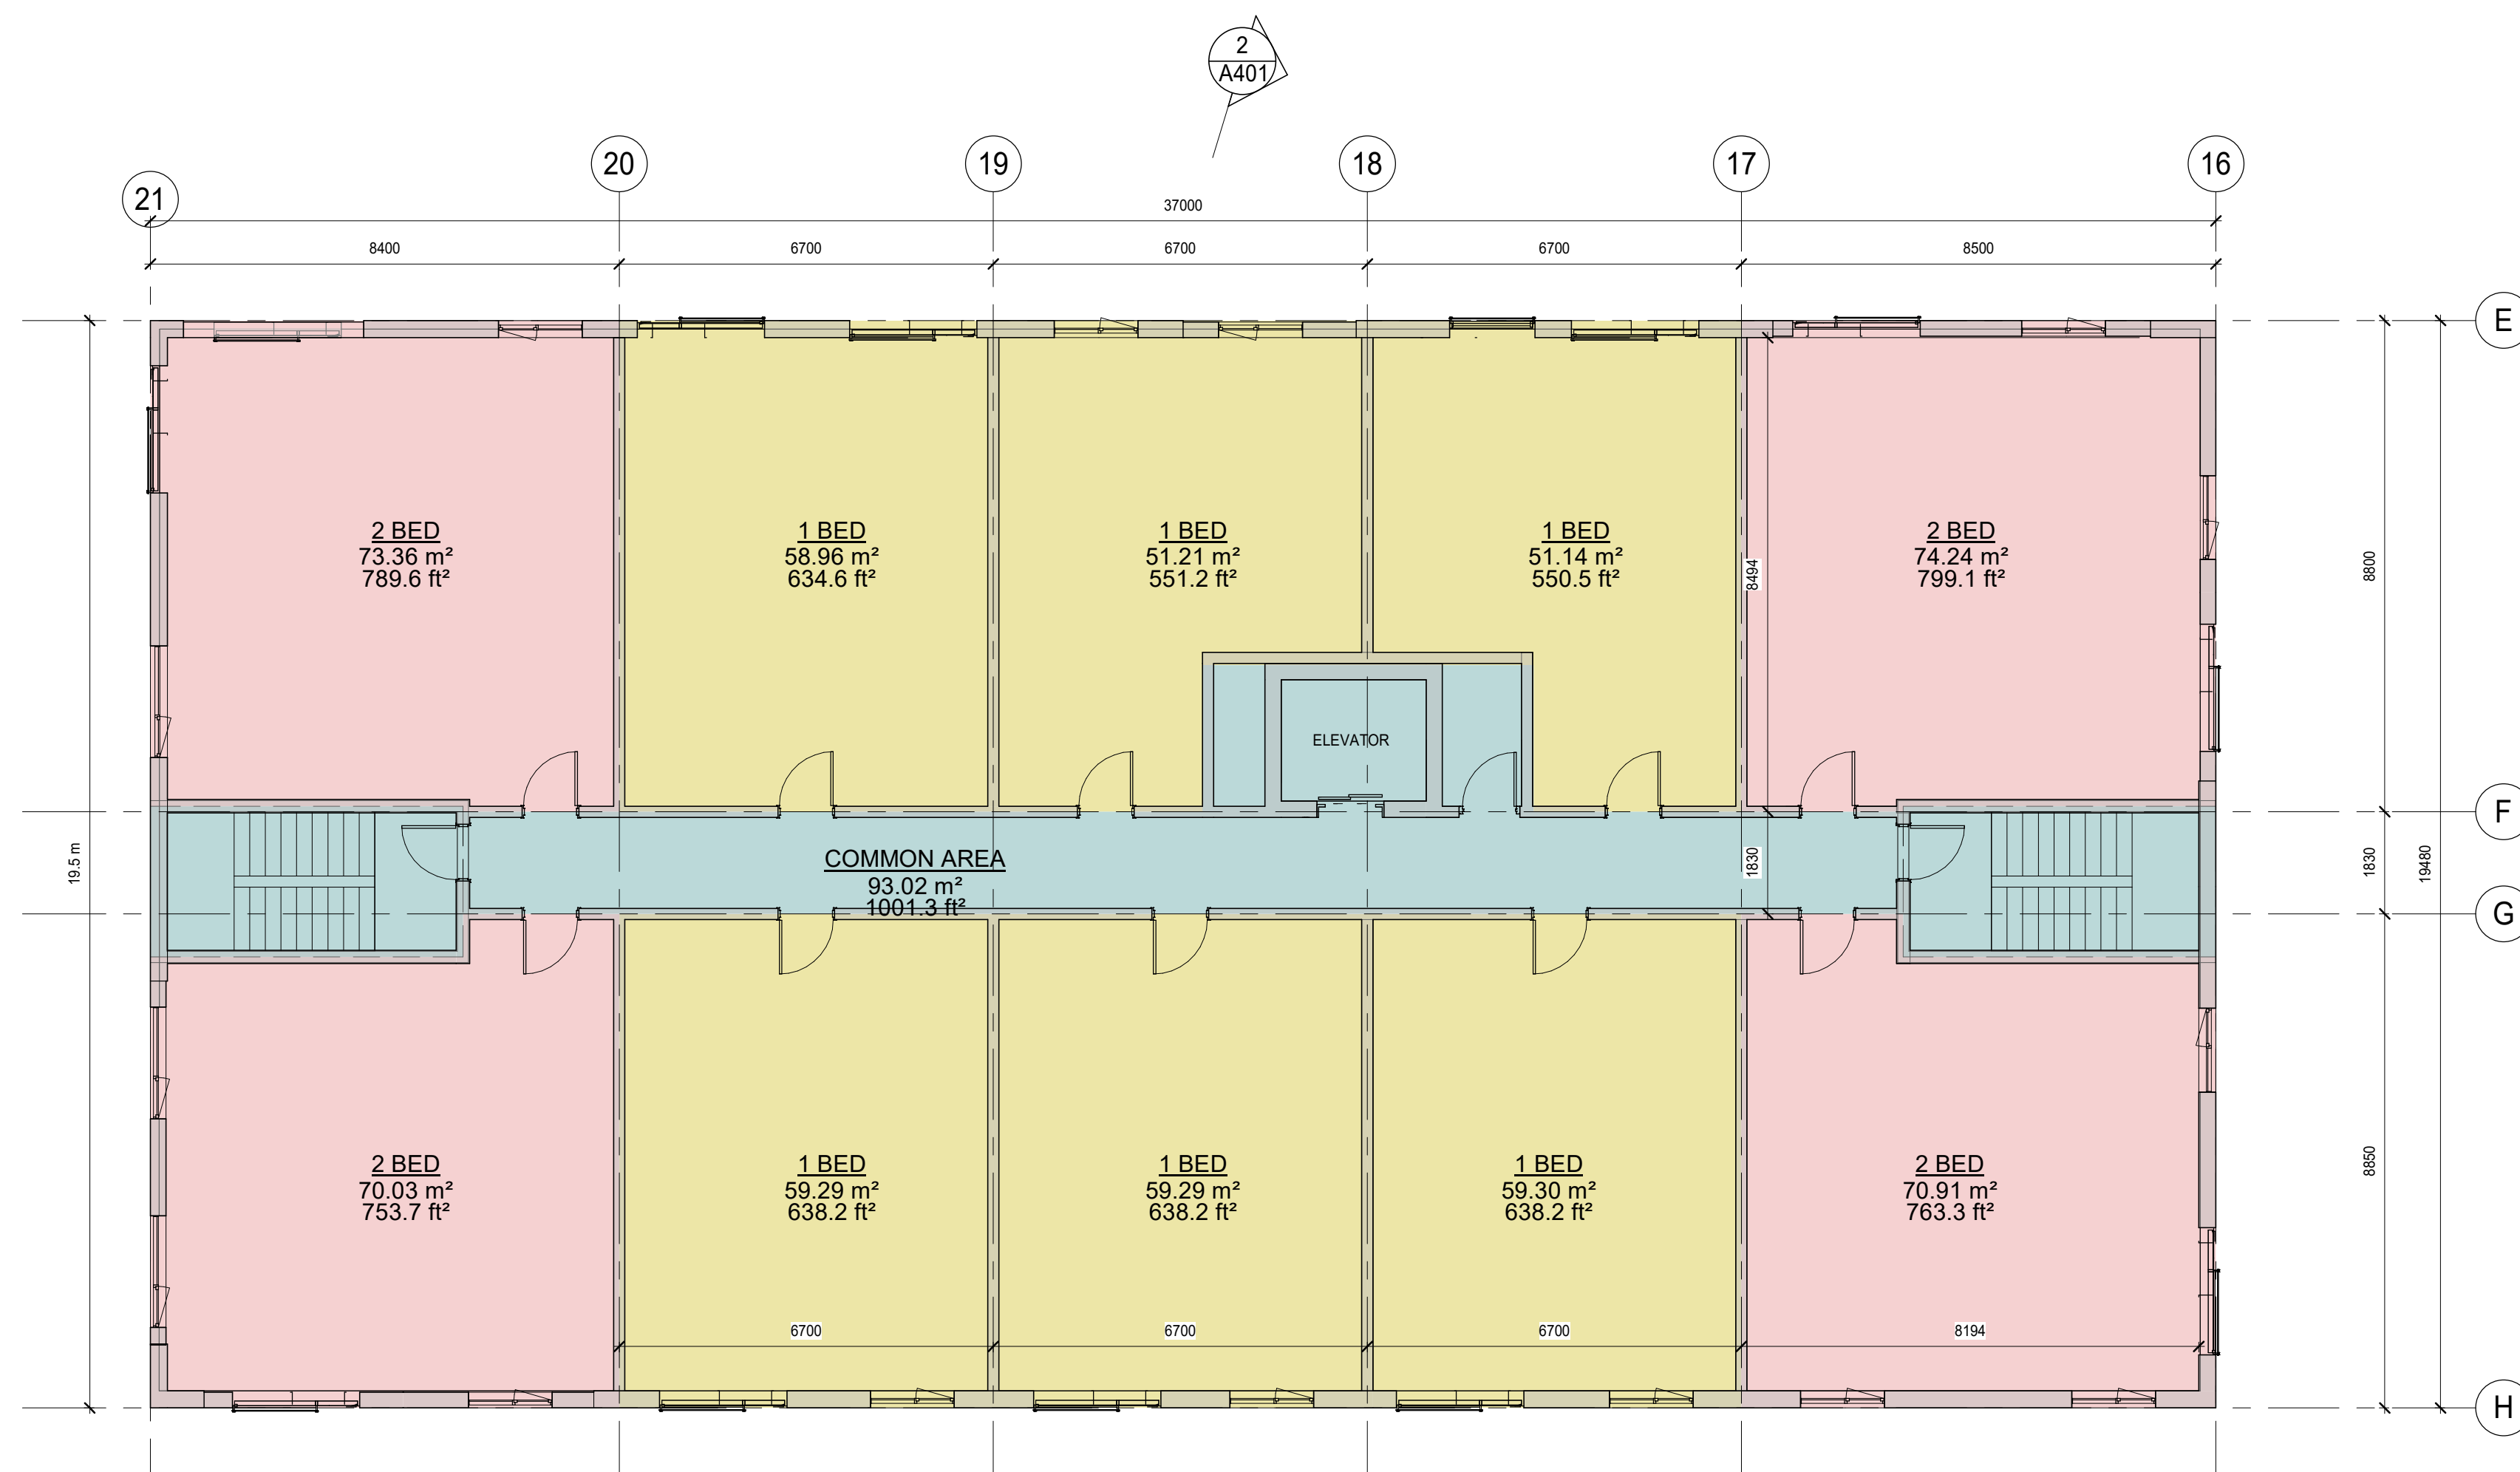 2
A401
21
20
19
18
17
16
37000
8400
6700
6700
6700
8500
E
2 BED
73.36 m²
789.6 ft²
1 BED
58.96 m²
634.6 ft²
1 BED
51.21 m²
551.2 ft²
1 BED
51.14 m²
550.5 ft²
8494
2 BED
74.24 m²
799.1 ft²
8800
ELEVATOR
F
19.5 m
COMMON AREA
93.02 m²
1001.3 ft²
1830
1830
19480
G
2 BED
70.03 m²
753.7 ft²
1 BED
59.29 m²
638.2 ft²
1 BED
59.29 m²
638.2 ft²
1 BED
59.30 m²
638.2 ft²
2 BED
70.91 m²
763.3 ft²
8850
6700
6700
6700
8194
H